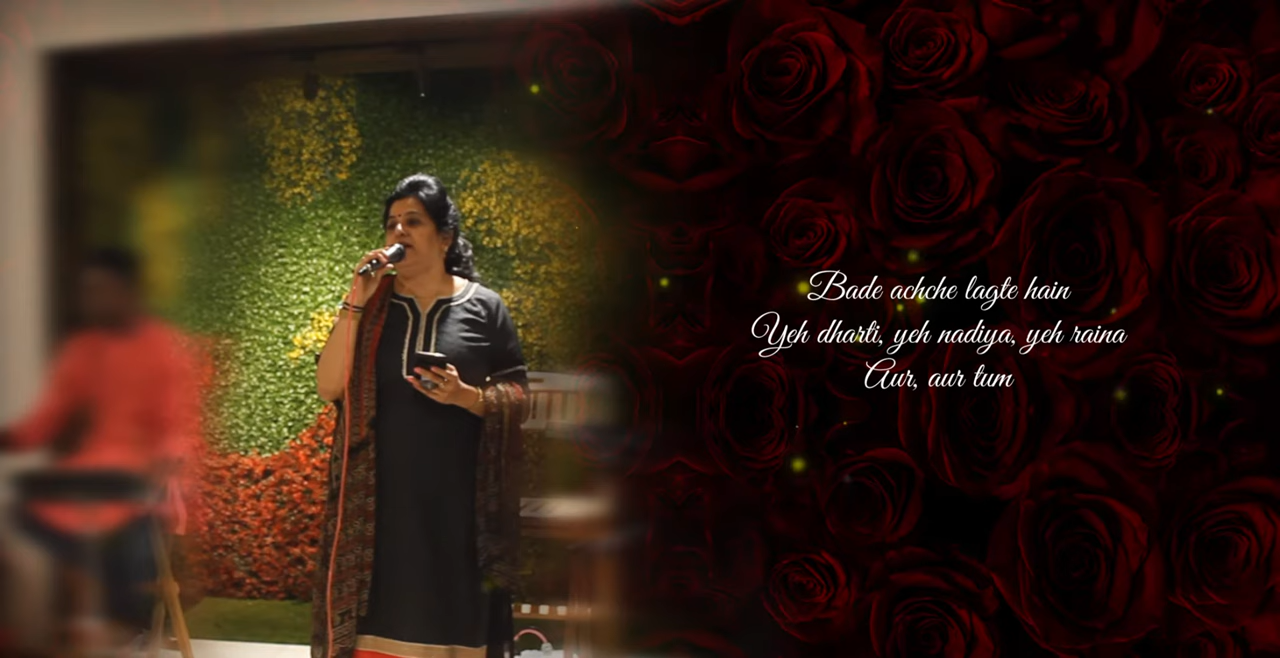 Bade achche lagte hain
Yeh dharti, yeh nadiya, yeh raina
Aur, aur tum